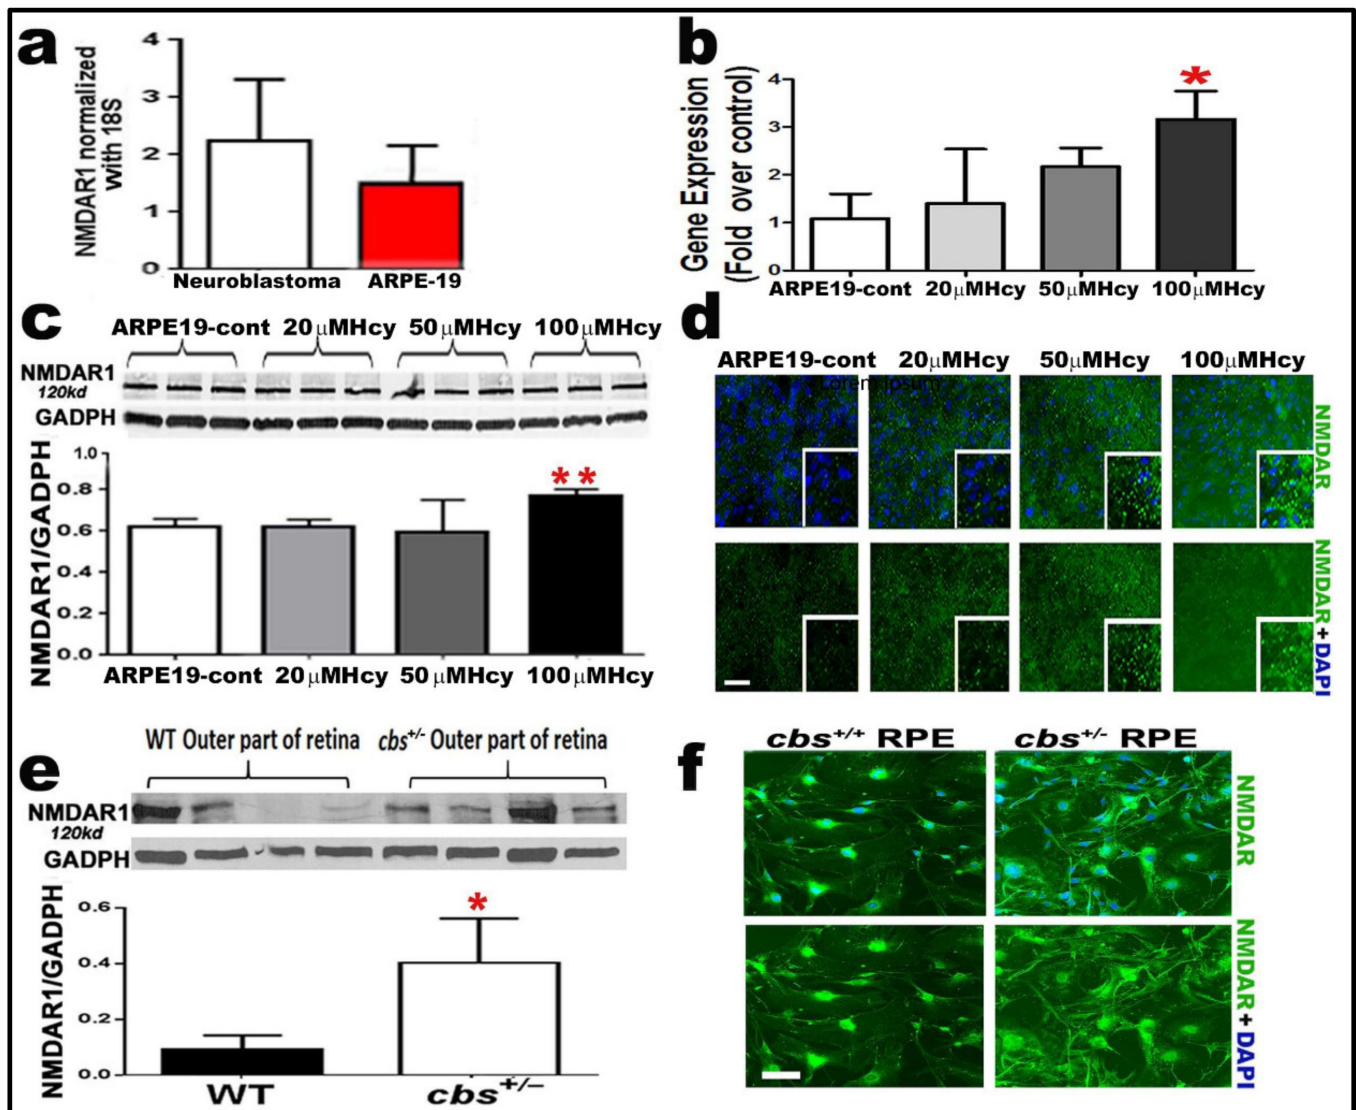 a
NMDAR1 normalized
with 18S
4
3
2
1
0
Neuroblastoma
ARPE-19
b
Gene Expression
(Fold over control)
4
3
2
1
0
*
ARPE19-cont
20μMHcy
50μMHcy
100μMHcy
c
ARPE19-cont
20μMHcy
50μMHcy
100μMHcy
NMDAR1
120kd
GADPH
NMDAR1/GADPH
1.0
0.8
0.6
0.4
0.2
0.0
**
ARPE19-cont
20μMHcy
50μMHcy
100μMHcy
d
ARPE19-cont
20μMHcy
50μMHcy
100μMHcy
Lorem ipsum
NMDAR
NMDAR+DAPI
e
WT Outer part of retina
cbs+/- Outer part of retina
NMDAR1
120kd
GADPH
NMDAR1/GADPH
0.6
0.4
0.2
0.0
*
WT
cbs+/−
f
cbs+/+ RPE
cbs+/- RPE
NMDAR
NMDAR+DAPI